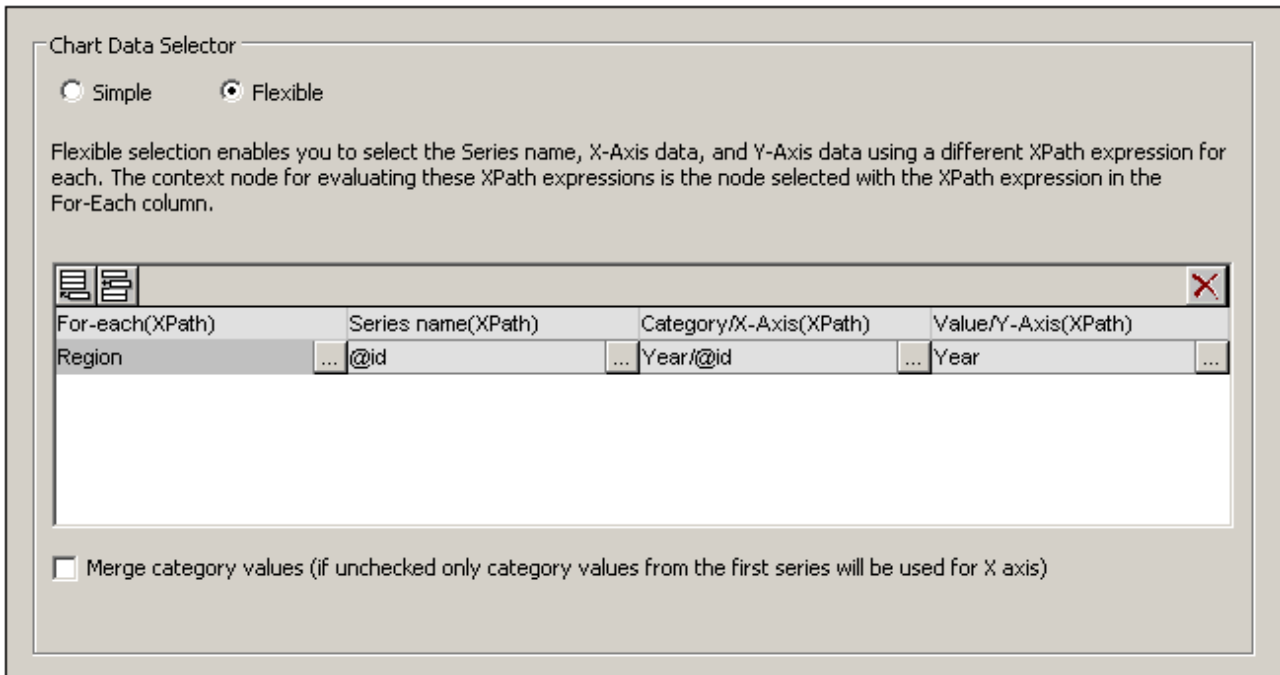 Chart Data Selector
Simple Flexible
Flexible selection enables you to select the Series name, X-Axis data, and Y-Axis data using a different XPath expression for
each. The context node for evaluating these XPath expressions is the node selected with the XPath expression in the
For-Each column.
For-each(XPath) Series name(XPath) Category/X-Axis(XPath) Value/Y-Axis(XPath)
Region ... @id ... Year/@id ... Year ...
Merge category values (if unchecked only category values from the first series will be used for X axis)